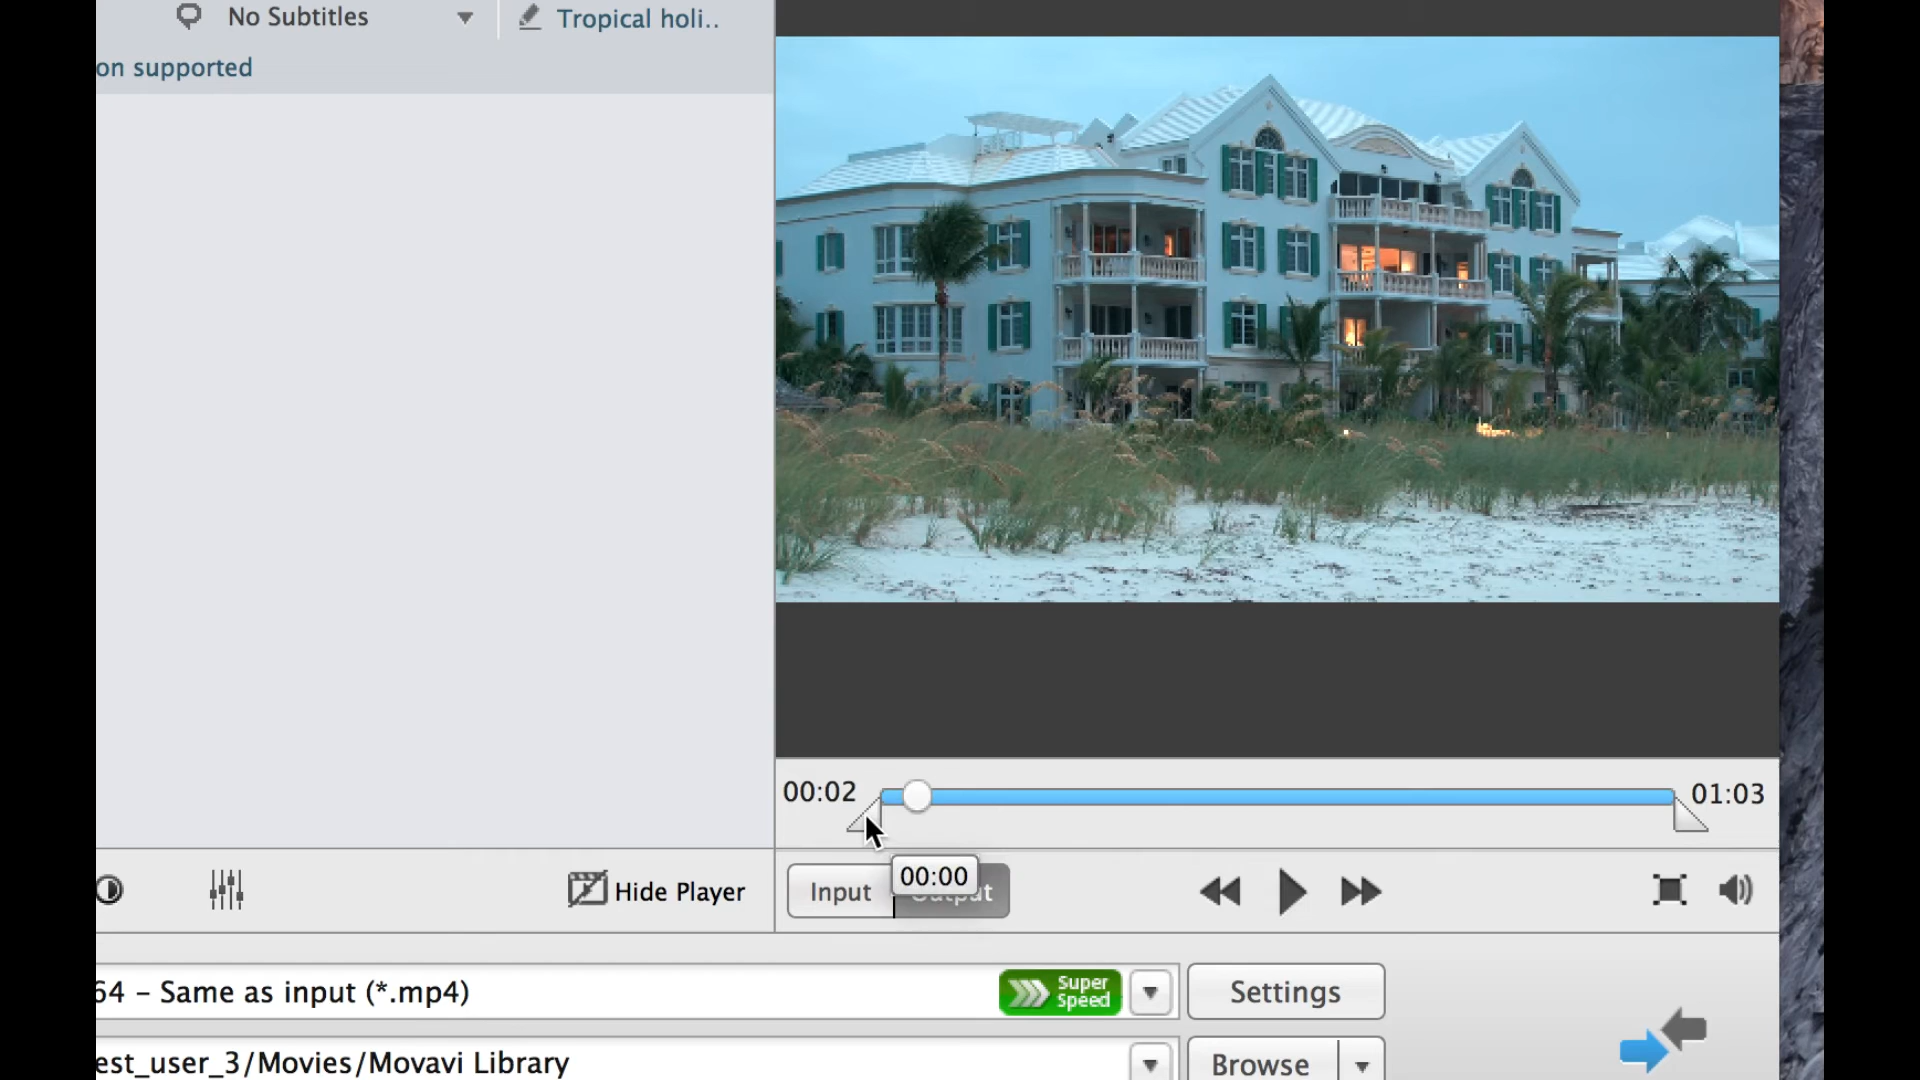 No Subtitles
Tropical holi..
on supported
00:02
01:03
00:00
Hide Player
Input
64 – Same as input (*.mp4)
Super Speed
Settings
est_user_3/Movies/Movavi Library
Browse